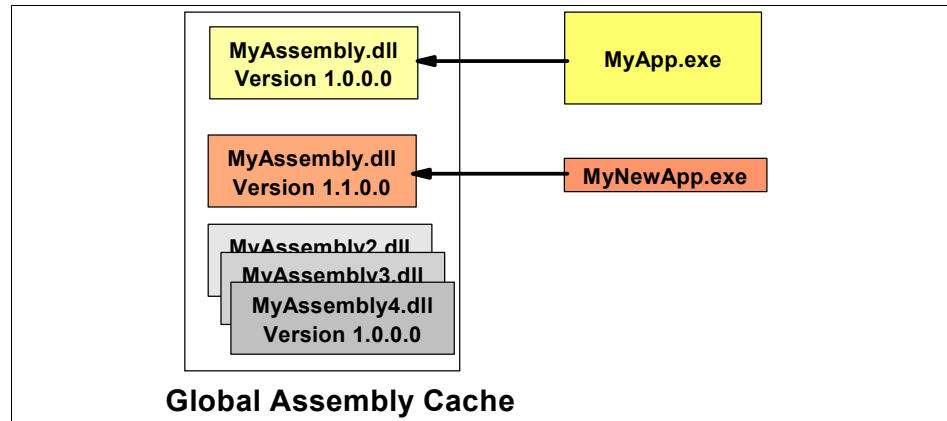 MyAssembly.dll
Version 1.0.0.0
MyApp.exe
MyAssembly.dll
Version 1.1.0.0
MyNewApp.exe
MyAssembly2.dll
MyAssembly3.dll
MyAssembly4.dll
Version 1.0.0.0
Global Assembly Cache